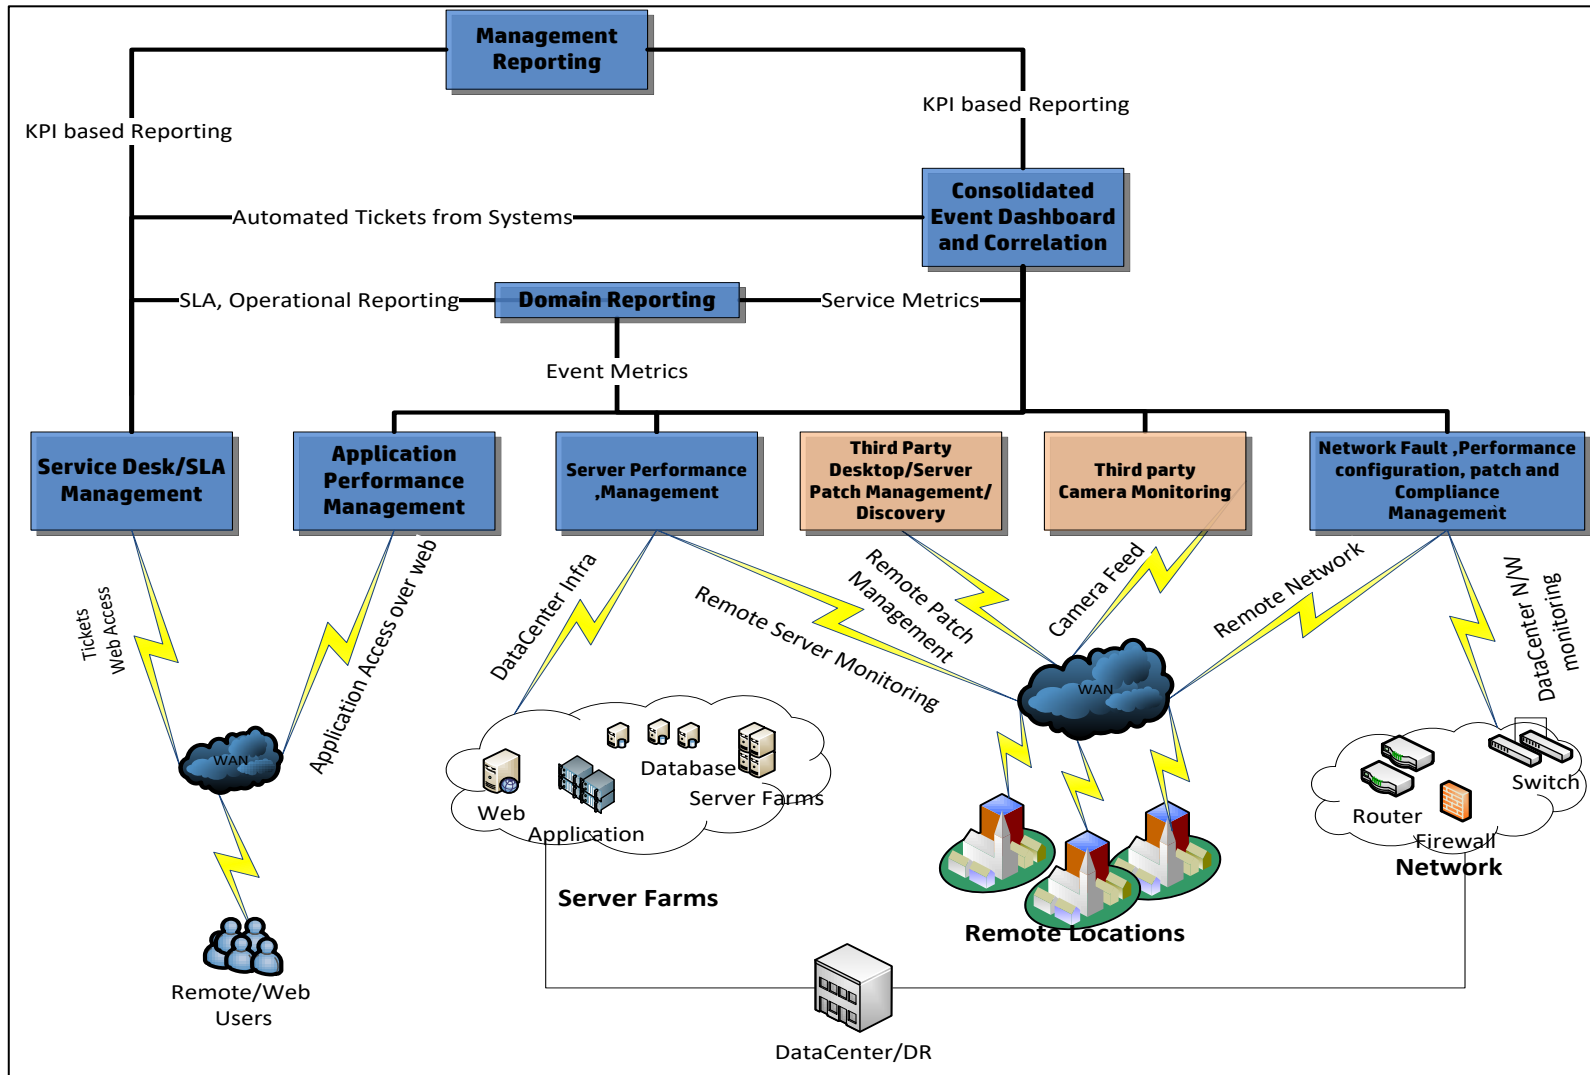 Management
Reporting
KPI based Reporting
KPI based Reporting
Consolidated
Event Dashboard
and Correlation
Automated Tickets from Systems
SLA, Operational Reporting
Domain Reporting
Service Metrics
Event Metrics
Service Desk/SLA
Management
Application
Performance
Management
Server Performance
,Management
Third Party
Desktop/Server
Patch Management/
Discovery
Third party
Camera Monitoring
Network Fault ,Performance
configuration, patch and
Compliance
Management
Tickets
Web Access
Application Access over web
DataCenter Infra
Remote Server Monitoring
Remote Patch
Management
Camera Feed
Remote Network
DataCenter N/W
monitoring
WAN
WAN
Web
Application
Database
Server Farms
Router
Firewall
Switch
Network
Server Farms
Remote Locations
Remote/Web
Users
DataCenter/DR